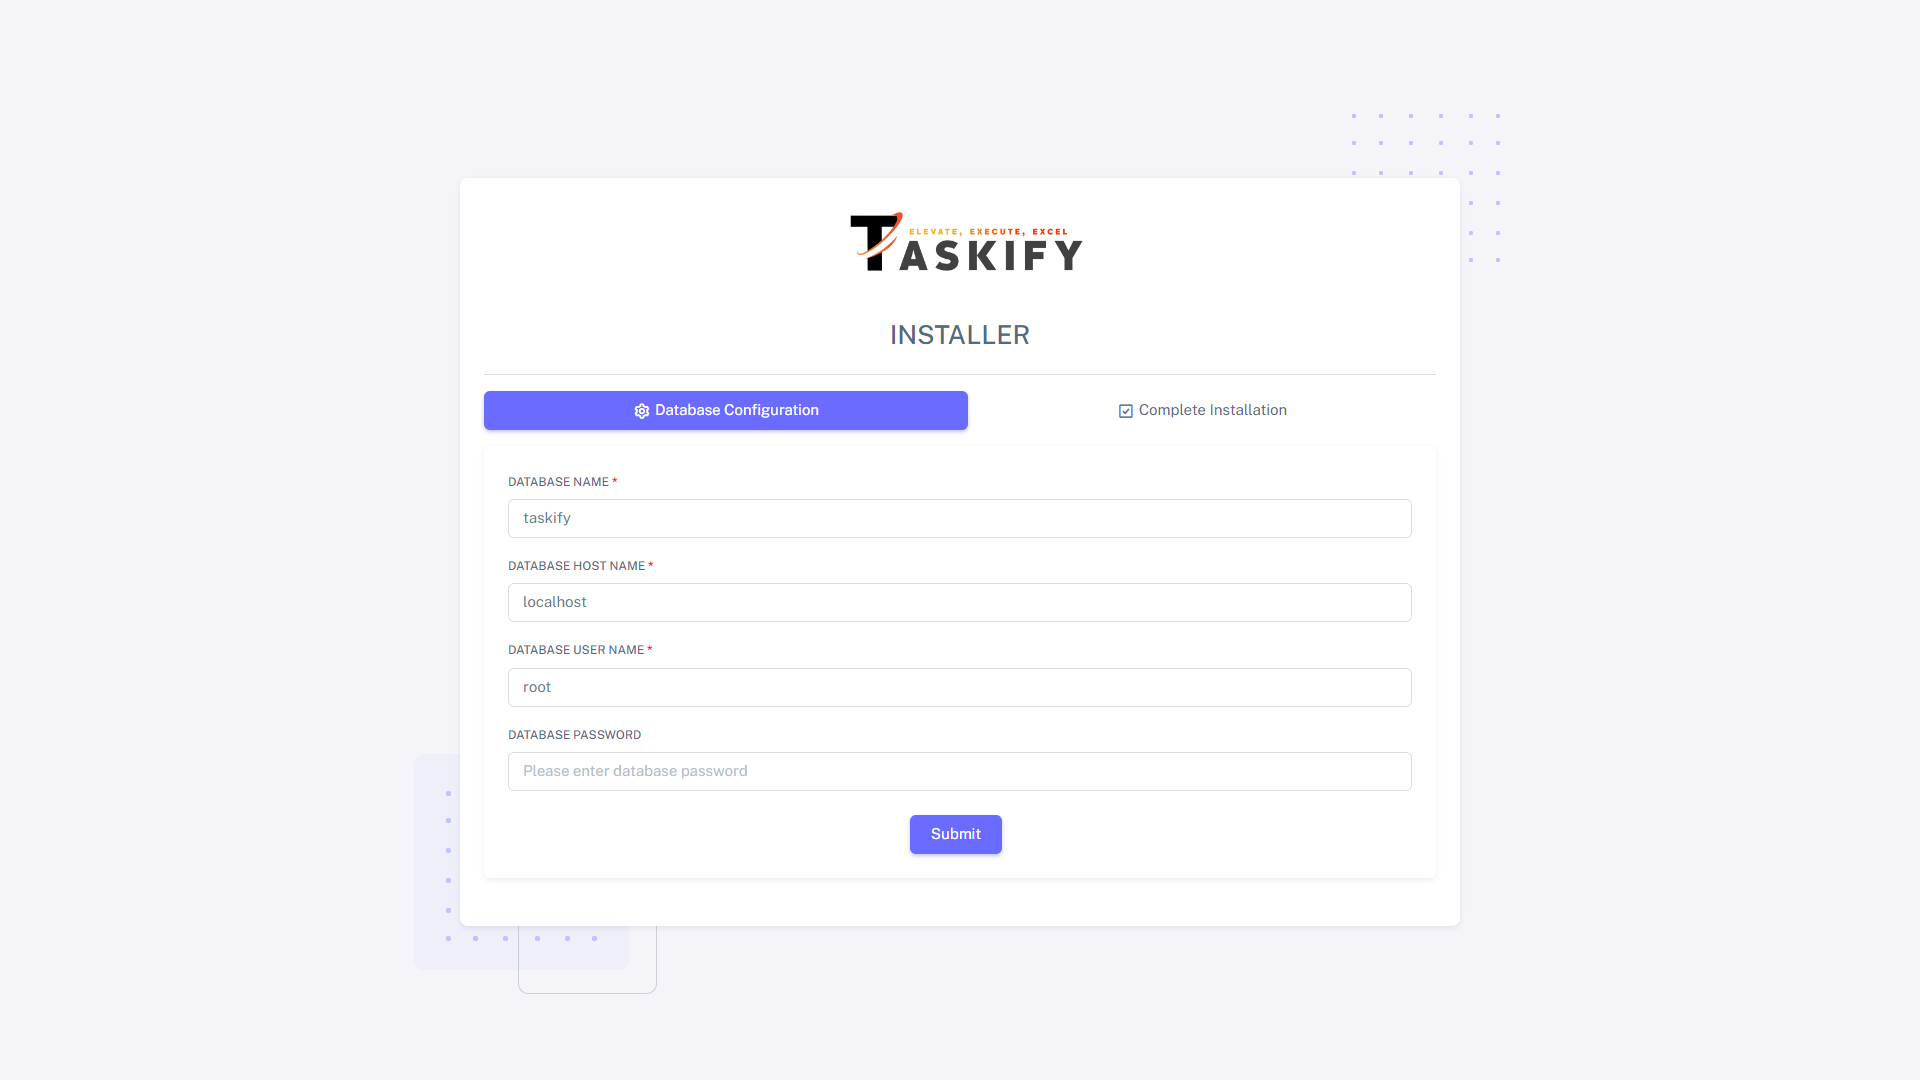 ELEVATE, EXECUTE, EXCEL
TASKIFY
INSTALLER
Database Configuration
Complete Installation
DATABASE NAME *
taskify
DATABASE HOST NAME *
localhost
DATABASE USER NAME *
root
DATABASE PASSWORD
Please enter database password
Submit